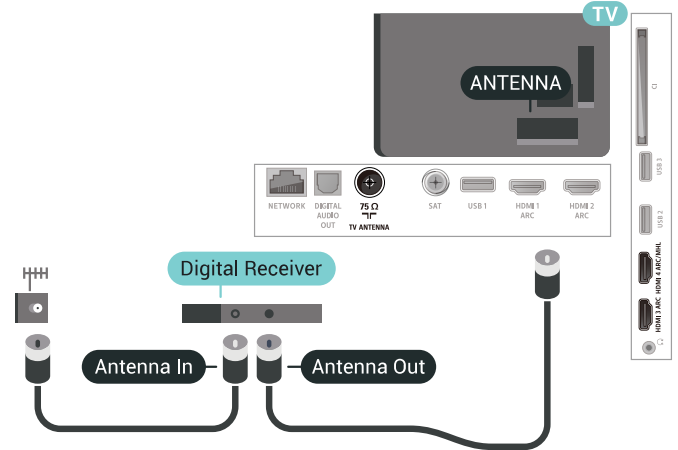 TV
ANTENNA
CI
USB 3
USB 2
HDMI 4 ARC/MHL
HDMI 3 ARC
NETWORK
DIGITAL
AUDIO
OUT
75 Ω
TV ANTENNA
SAT
USB 1
HDMI 1
ARC
HDMI 2
ARC
Digital Receiver
Antenna In
Antenna Out